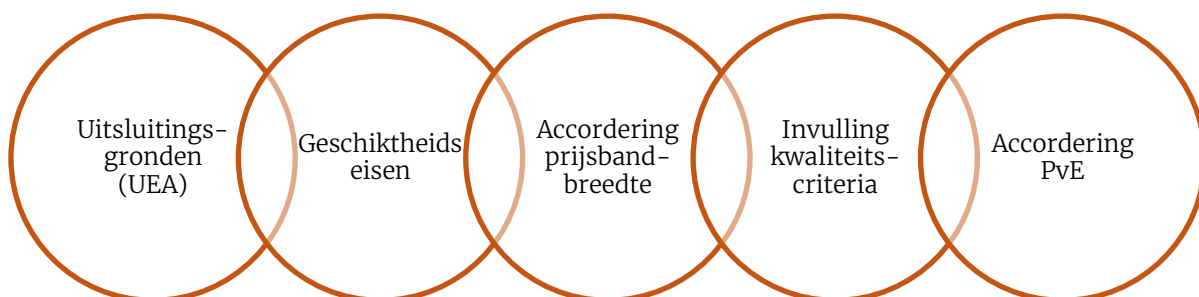 Uitsluitings-
gronden
(UEA)
Geschiktheids
eisen
Accordering
prijsband-
breedte
Invulling
kwaliteits-
criteria
Accordering
PvE